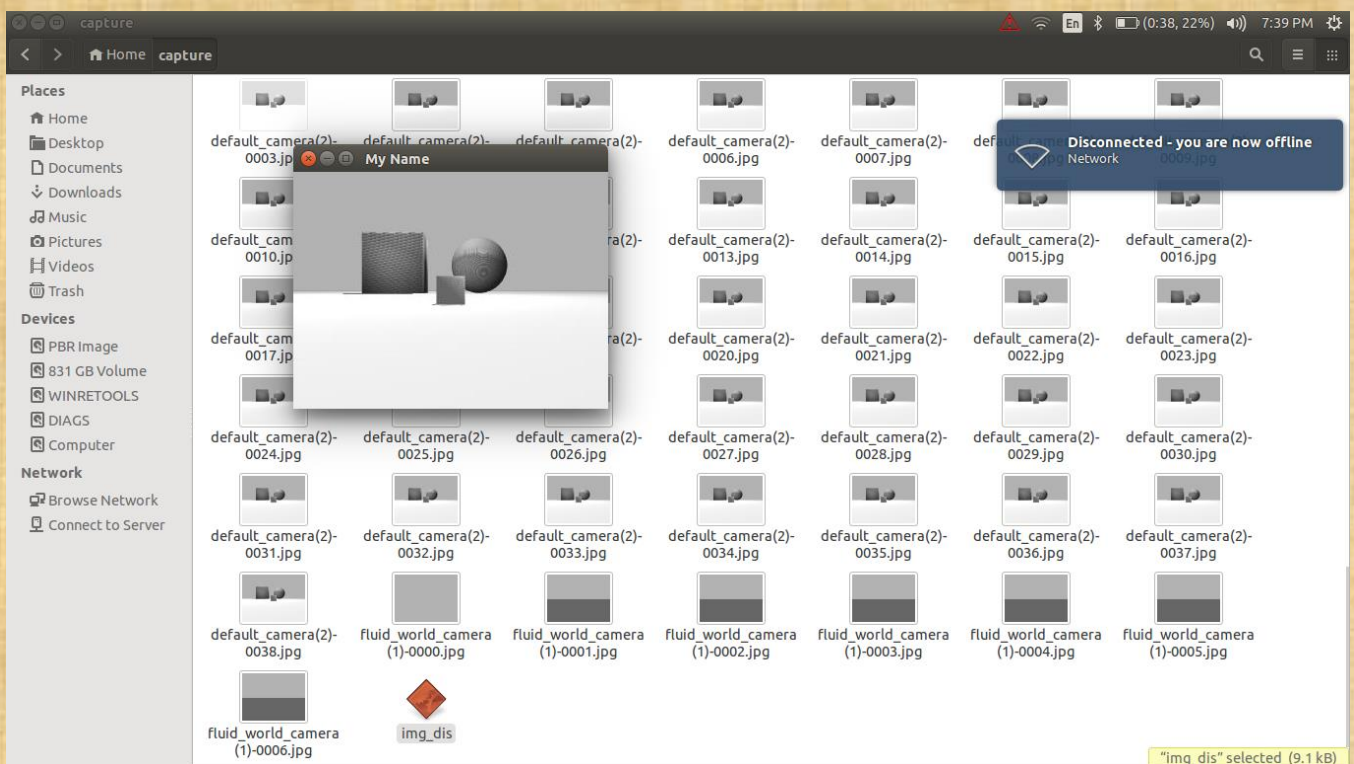 capture
En
(0:38, 22%)
7:39 PM
Home capture
Places
Home
Desktop
Documents
Downloads
Music
Pictures
Videos
Trash
Devices
PBR Image
831 GB Volume
WINRETOOLS
DIAGS
Computer
Network
Browse Network
Connect to Server
default_camera(2)-
0003.jp
default_camera(2)-
default_camera(2)-
default_camera(2)-
0006.jpg
default_camera(2)-
0007.jpg
My Name
Disconnected - you are now offline
Network
default_cam
0010.jp
ra(2)-
default_camera(2)-
0013.jpg
default_camera(2)-
0014.jpg
default_camera(2)-
0015.jpg
default_camera(2)-
0016.jpg
default_cam
0017.jp
ra(2)-
default_camera(2)-
0020.jpg
default_camera(2)-
0021.jpg
default_camera(2)-
0022.jpg
default_camera(2)-
0023.jpg
default_camera(2)-
0024.jpg
default_camera(2)-
0025.jpg
default_camera(2)-
0026.jpg
default_camera(2)-
0027.jpg
default_camera(2)-
0028.jpg
default_camera(2)-
0029.jpg
default_camera(2)-
0030.jpg
default_camera(2)-
0031.jpg
default_camera(2)-
0032.jpg
default_camera(2)-
0033.jpg
default_camera(2)-
0034.jpg
default_camera(2)-
0035.jpg
default_camera(2)-
0036.jpg
default_camera(2)-
0037.jpg
default_camera(2)-
0038.jpg
fluid_world_camera
(1)-0000.jpg
fluid_world_camera
(1)-0001.jpg
fluid_world_camera
(1)-0002.jpg
fluid_world_camera
(1)-0003.jpg
fluid_world_camera
(1)-0004.jpg
fluid_world_camera
(1)-0005.jpg
fluid_world_camera
(1)-0006.jpg
img_dis
"img_dis" selected (9.1 kB)